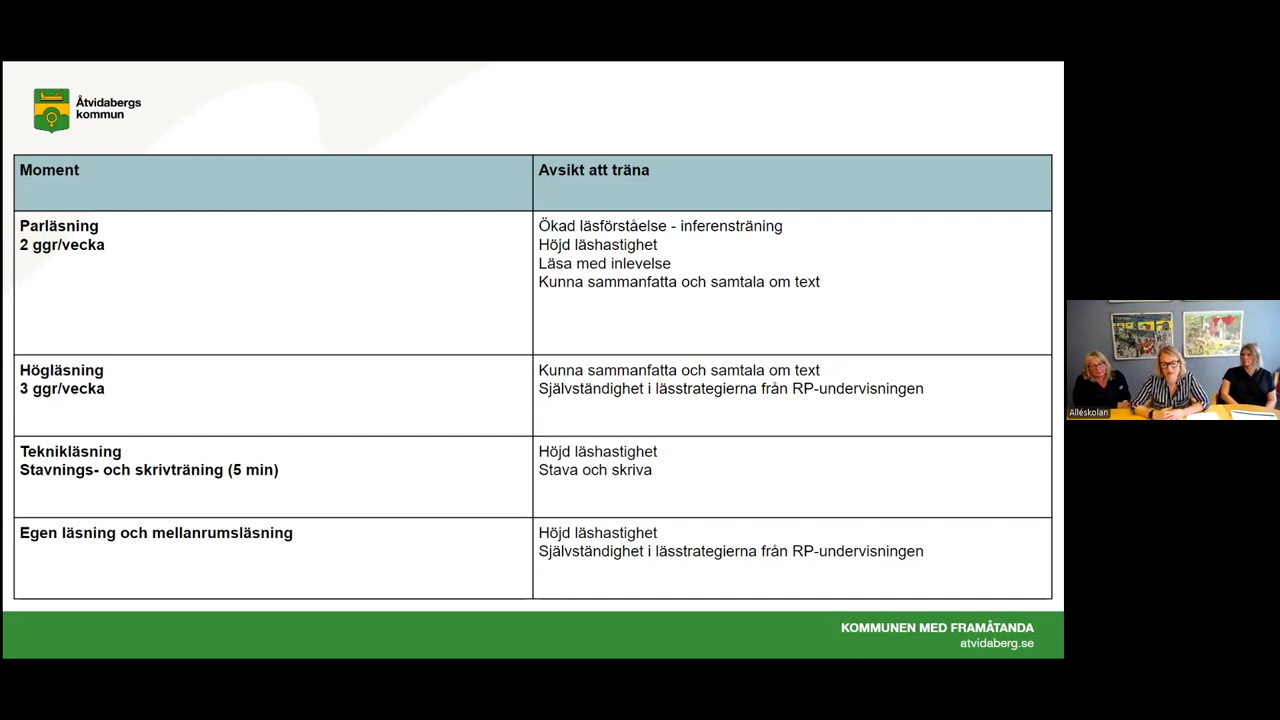 Åtvidabergs
kommun
Moment
Avsikt att träna
Parläsning
2 ggr/vecka
Ökad läsförståelse - inferensträning
Höjd läshastighet
Läsa med inlevelse
Kunna sammanfatta och samtala om text
Högläsning
3 ggr/vecka
Kunna sammanfatta och samtala om text
Självständighet i lässtrategierna från RP-undervisningen
Teknikläsning
Stavnings- och skrivträning (5 min)
Höjd läshastighet
Stava och skriva
Egen läsning och mellanrumsläsning
Höjd läshastighet
Självständighet i lässtrategierna från RP-undervisningen
KOMMUNEN MED FRAMÅTANDA
atvidaberg.se
Alléskolan